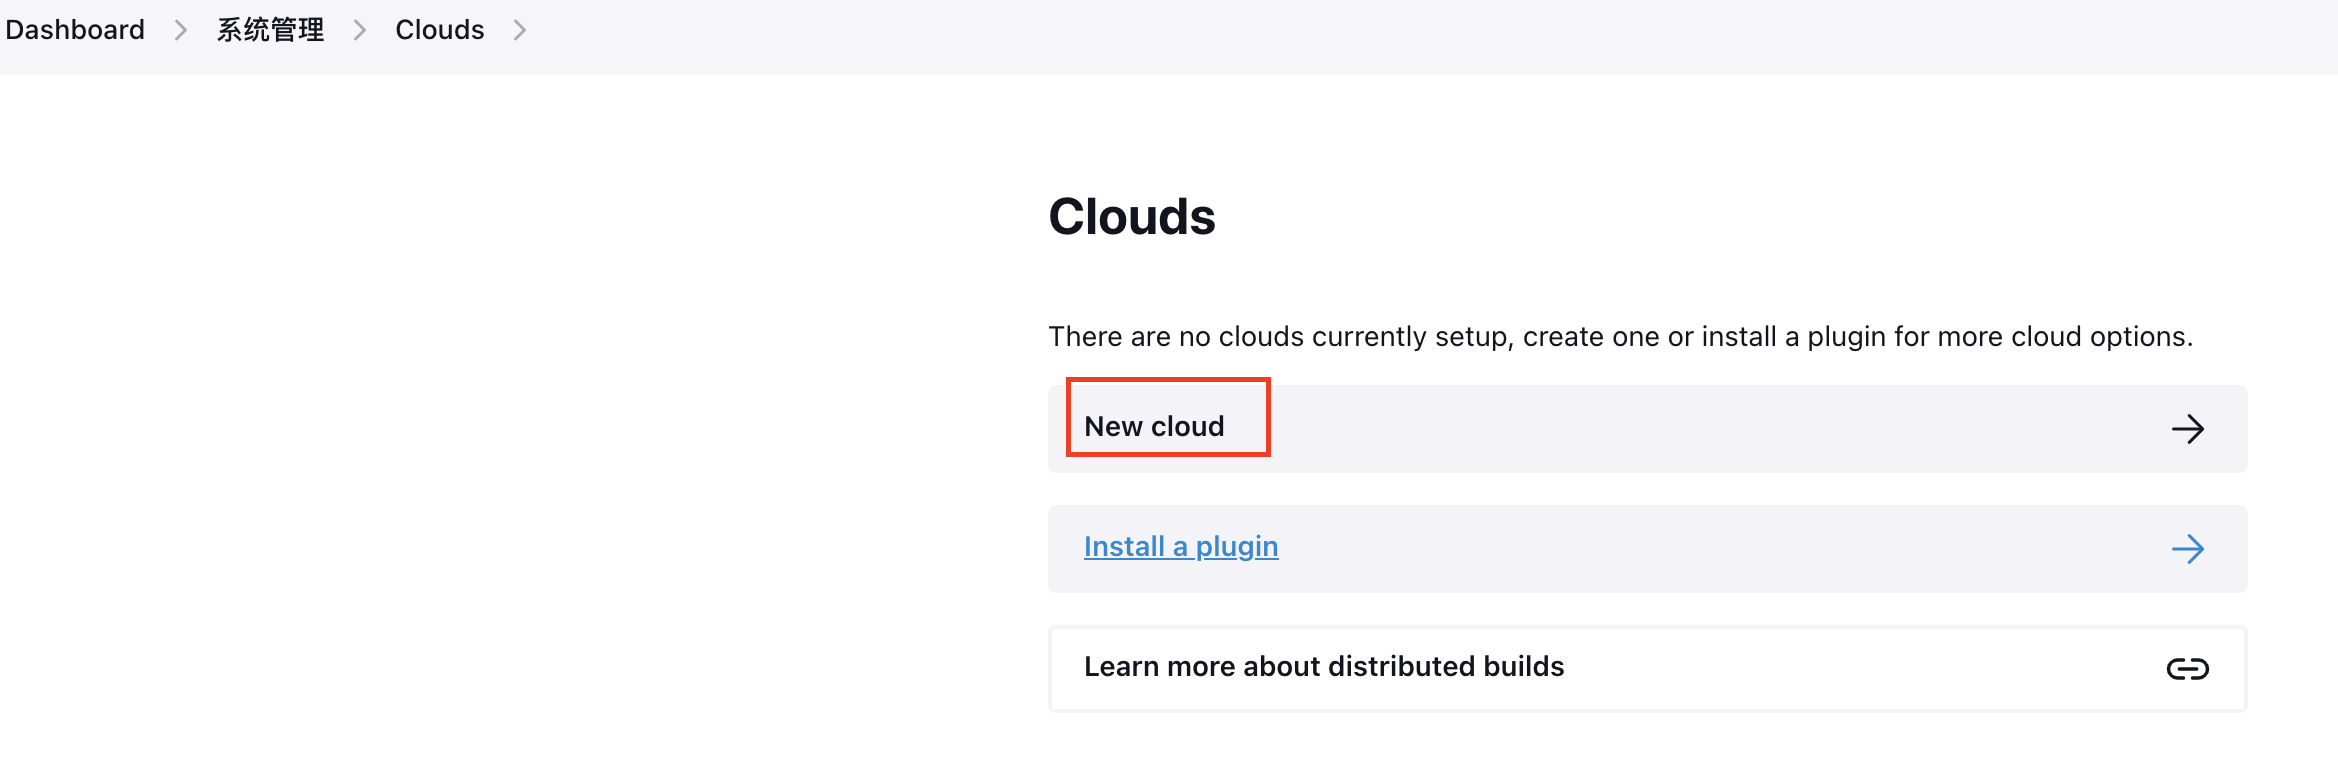 Dashboard > 系统管理 > Clouds >
Clouds
There are no clouds currently setup, create one or install a plugin for more cloud options.
New cloud
Install a plugin
Learn more about distributed builds